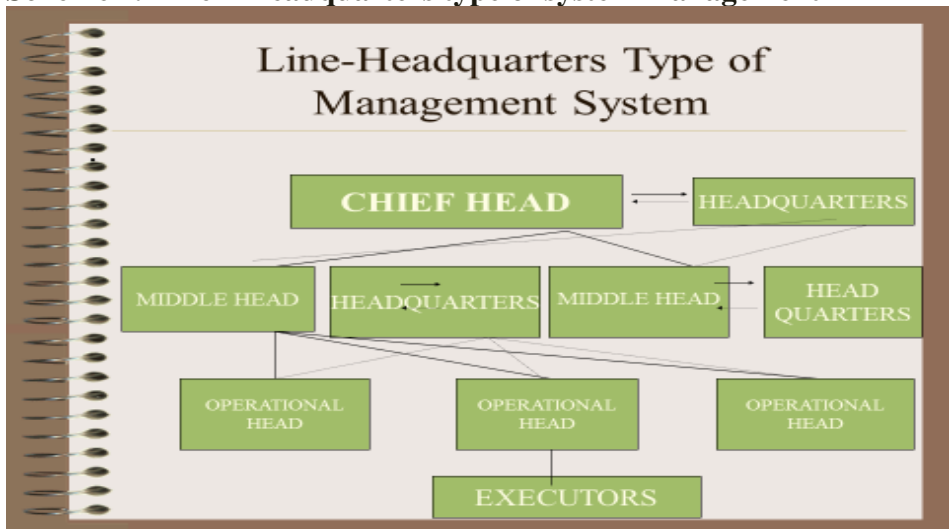 Line-Headquarters Type of
Management System
CHIEF HEAD
HEADQUARTERS
MIDDLE HEAD
HEADQUARTERS
MIDDLE HEAD
HEAD
QUARTERS
OPERATIONAL
HEAD
OPERATIONAL
HEAD
OPERATIONAL
HEAD
EXECUTORS